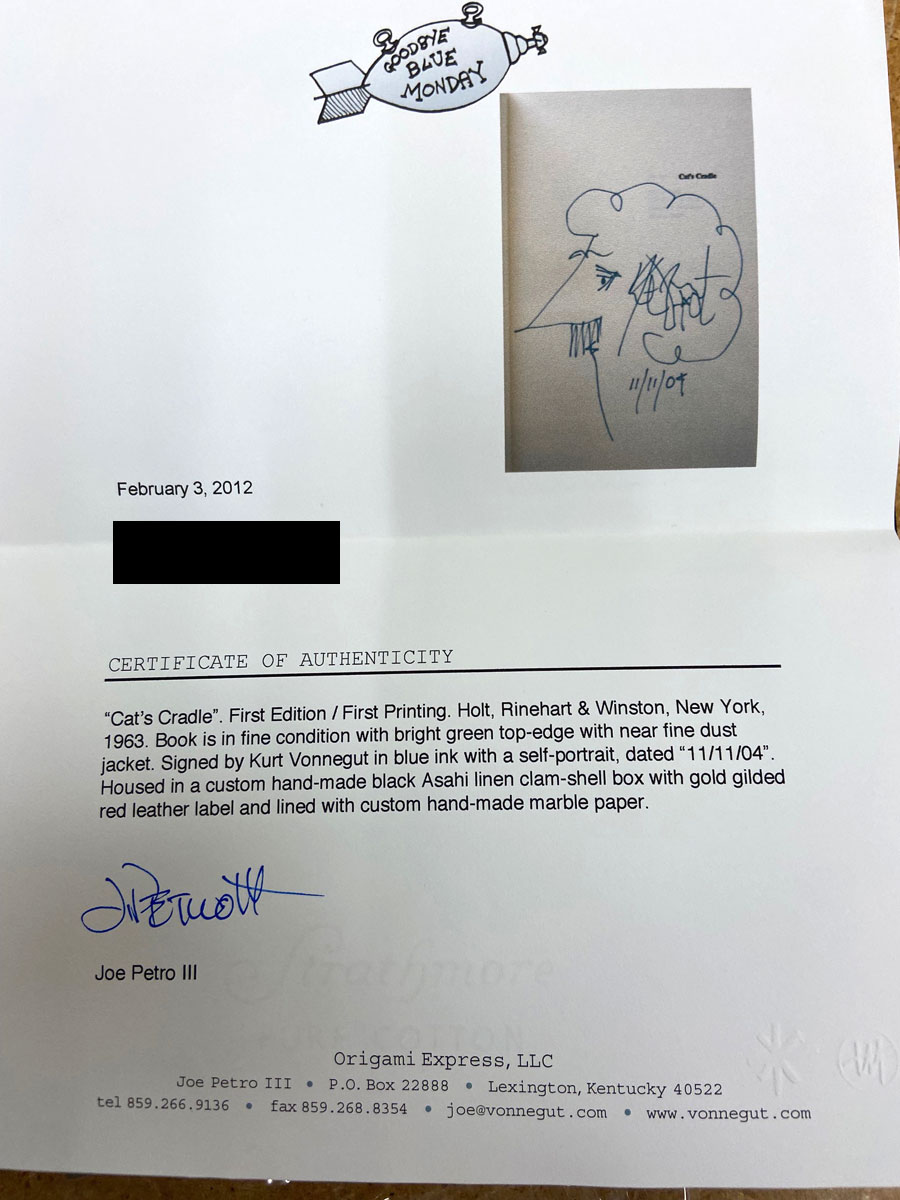 GOODBYE
BLUE
MONDAY
Cat's Cradle
11/11/04
February 3, 2012
CERTIFICATE OF AUTHENTICITY
“Cat’s Cradle”. First Edition / First Printing. Holt, Rinehart & Winston, New York,
1963. Book is in fine condition with bright green top-edge with near fine dust
jacket. Signed by Kurt Vonnegut in blue ink with a self-portrait, dated “11/11/04”.
Housed in a custom hand-made black Asahi linen clam-shell box with gold gilded
red leather label and lined with custom hand-made marble paper.
Joe Petro III
Strathmore
PURE COTTON
Origami Express, LLC
Joe Petro III • P.O. Box 22888 • Lexington, Kentucky 40522
tel 859.266.9136 • fax 859.268.8354 • joe@vonnegut.com • www.vonnegut.com